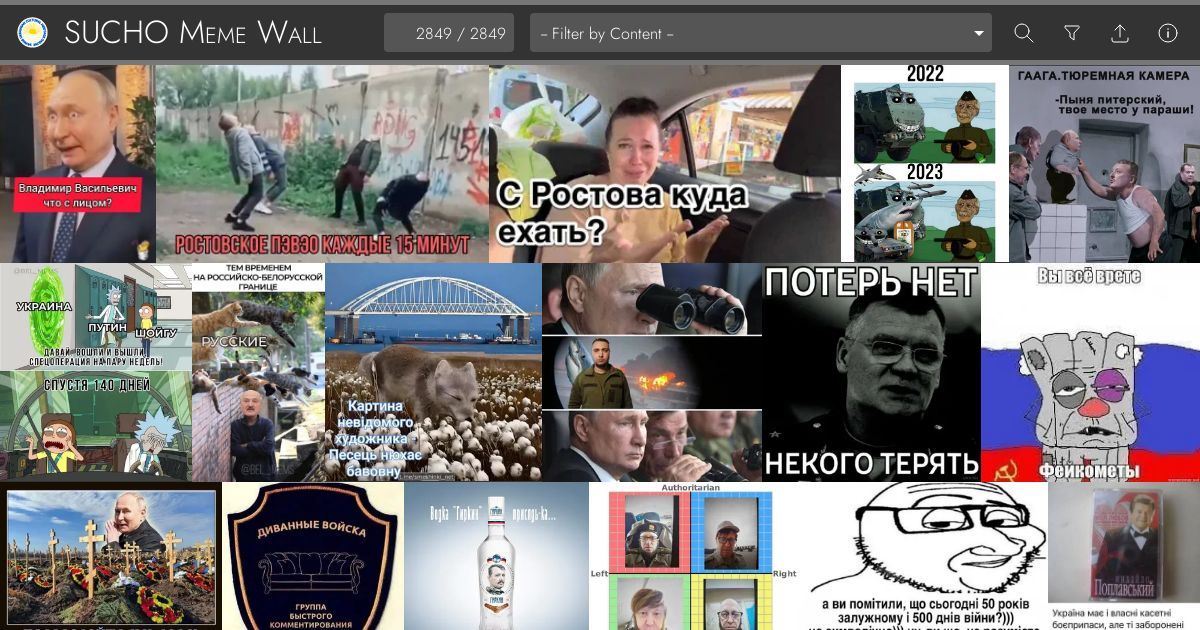 SUCHO Meme Wall
2849 / 2849
– Filter by Content –
Владимир Васильевич
что с лицом?
РОСТОВСКОЕ ПЭВЭО КАЖДЫЕ 15 МИНУТ
С Ростова куда
ехать?
2022
2023
ГААГА.ТЮРЕМНАЯ КАМЕРА
-Пыня питерский,
твое место у параши!
УКРАИНА
ПУТИН
ШОЙГУ
ДАВАЙ, ВОШЛИ И ВЫШЛИ,
СПЕЦОПЕРАЦИЯ НА ПАРУ НЕДЕЛЬ!
СПУСТЯ 140 ДНЕЙ
ТЕМ ВРЕМЕНЕМ
НА РОССИЙСКО-БЕЛОРУССКОЙ
ГРАНИЦЕ
РУССКИЕ
@BEL_MEMS
Картина
невідомого
художника -
Песець нюхає
бавовну
ПОТЕРЬ НЕТ
НЕКОГО ТЕРЯТЬ
Вы всё врете
Фейкометы
ДИВАННЫЕ ВОЙСКА
ГРУППА
БЫСТРОГО
КОММЕНТИРОВАНИЯ
Водка "Гиркин"
Authoritarian
Left
Right
а ви помітили, що сьогодні 50 років
залужному і 500 днів війни?)))
МИХАЙЛО
ПОПЛАВСЬКИЙ
Україна має і власні касетні
боєприпаси, але ті заборонені